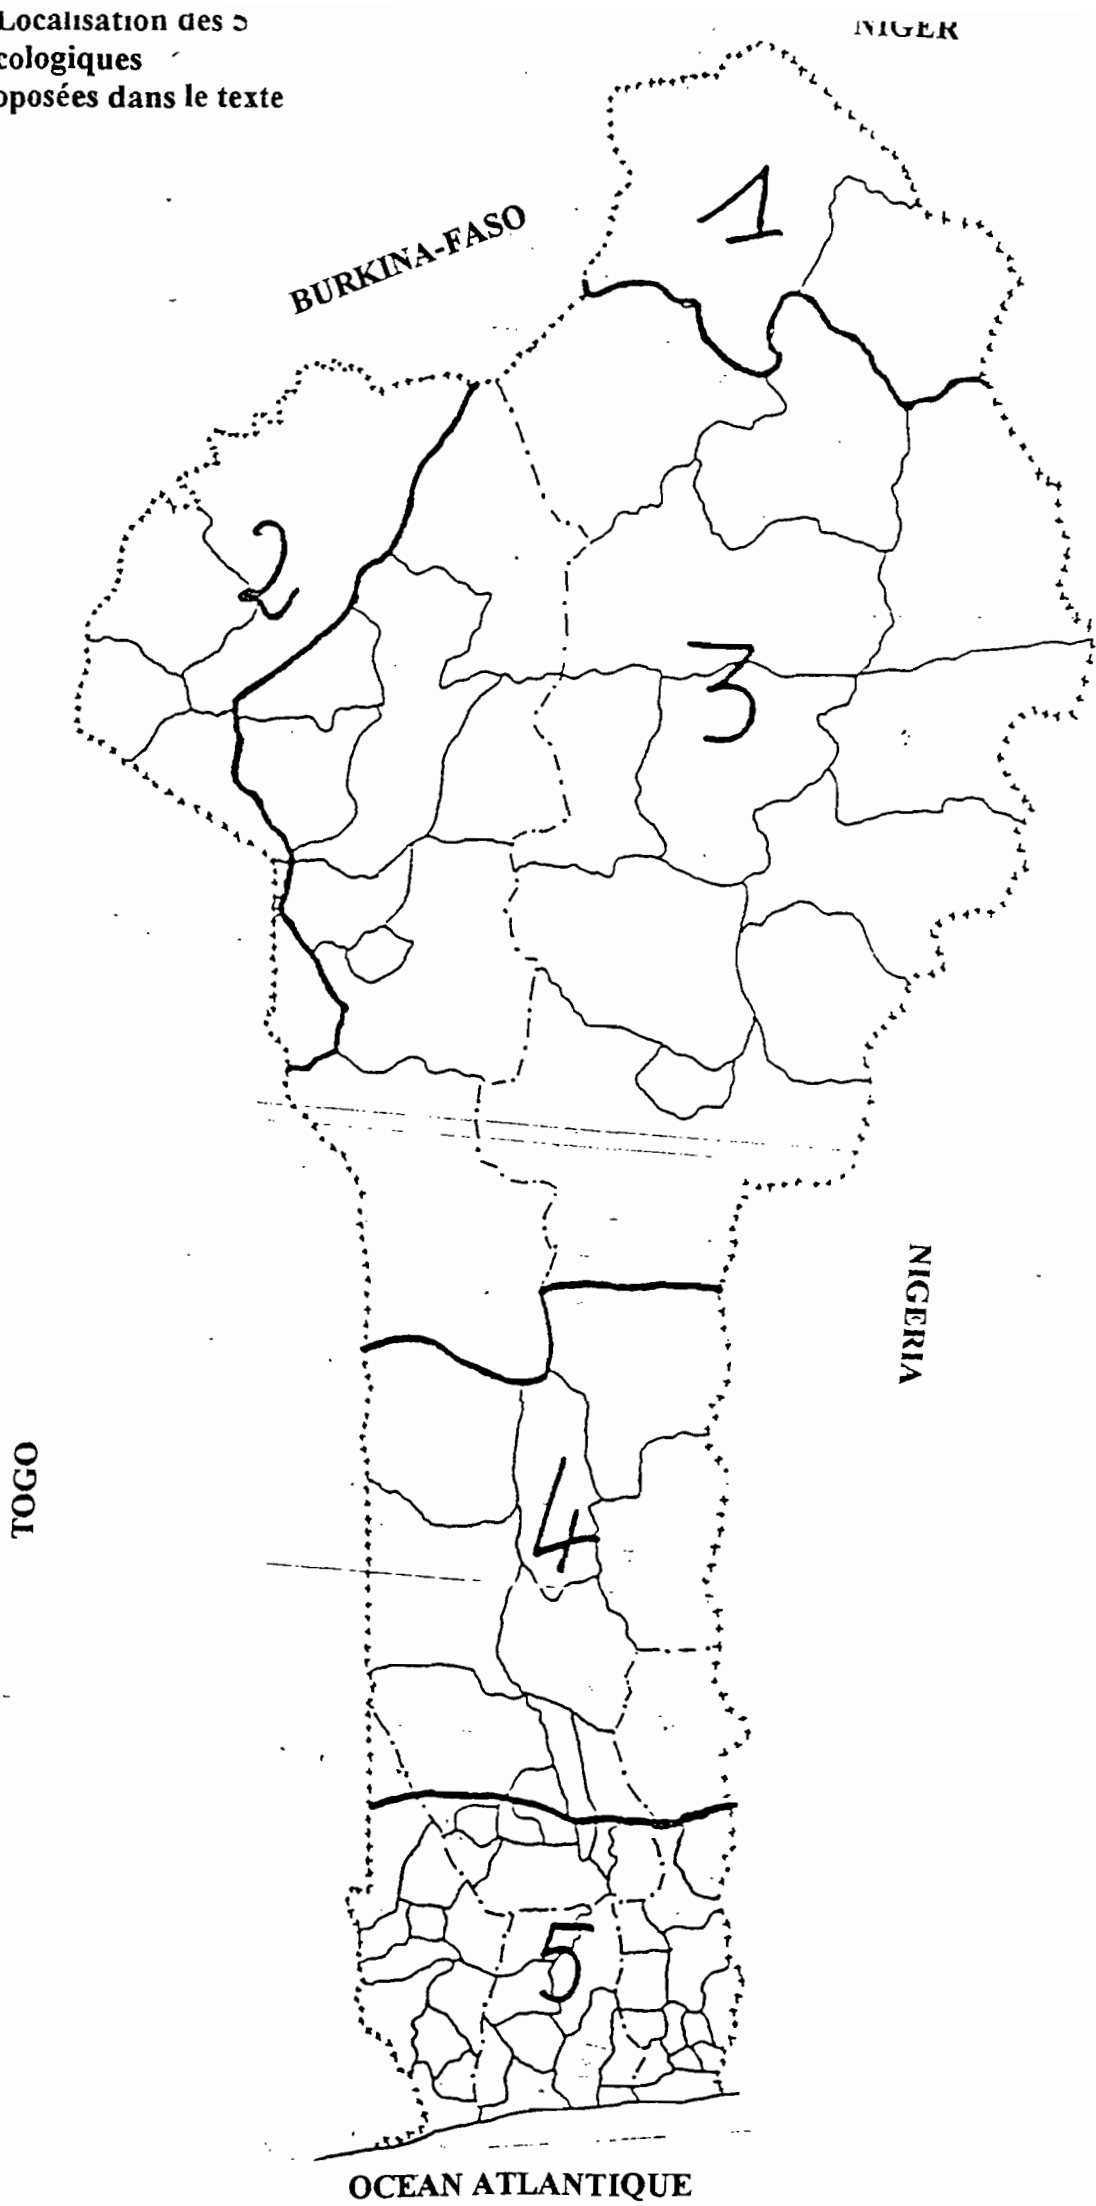 Localisation des 5
cologiques
oposées dans le texte
NIGER
1
BURKINA-FASO
2
3
NIGERIA
4
TOGO
5
OCEAN ATLANTIQUE